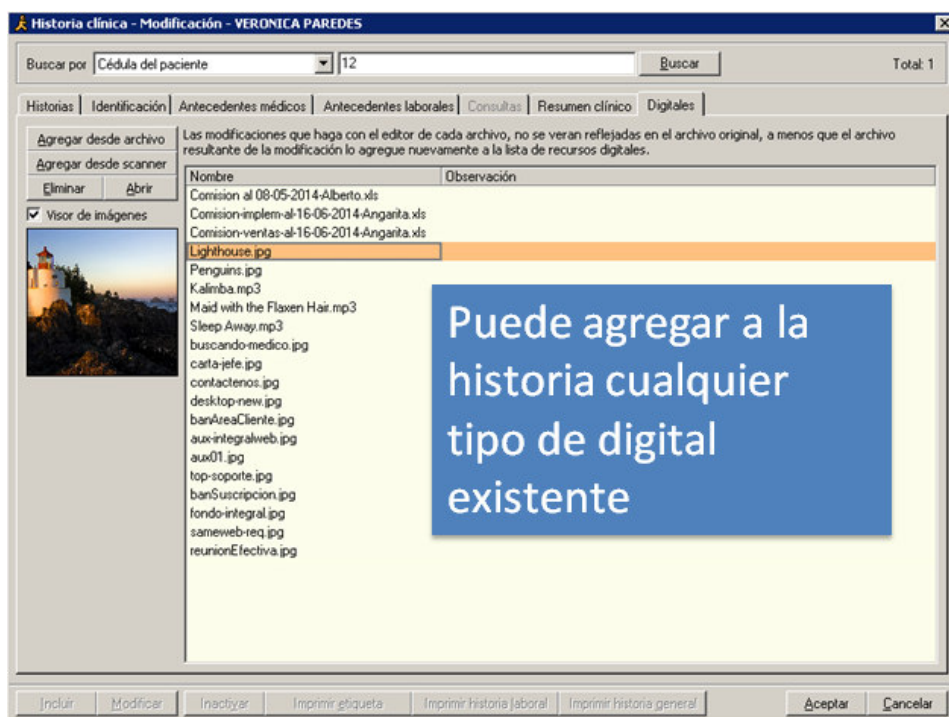 Historia clínica - Modificación - VERONICA PAREDES
Buscar por Cédula del paciente 12 Buscar Total: 1
Historias Identificación Antecedentes médicos Antecedentes laborales Consultas Resumen clínico Digitales
Agregar desde archivo
Agregar desde scanner
Eliminar Abrir
Visor de imágenes
Las modificaciones que haga con el editor de cada archivo, no se veran reflejadas en el archivo original, a menos que el archivo
resultante de la modificación lo agregue nuevamente a la lista de recursos digitales.
Nombre Observación
Comision al 08-05-2014-Alberto.xls
Comision-implem-al-16-06-2014-Angarita.xls
Comision-ventas-al-16-06-2014-Angarita.xls
Lighthouse.jpg
Penguins.jpg
Kalimba.mp3
Maid with the Flaxen Hair.mp3
Sleep Away.mp3
buscando-medico.jpg
carta-jefe.jpg
contactenos.jpg
desktop-new.jpg
banAreaCliente.jpg
aux-integralweb.jpg
aux01.jpg
top-soporte.jpg
banSuscripcion.jpg
fondo-integral.jpg
sameweb-req.jpg
reunionEfectiva.jpg
Puede agregar a la
historia cualquier
tipo de digital
existente
Incluir Modificar Inactivar Imprimir etiqueta Imprimir historia laboral Imprimir historia general Aceptar Cancelar